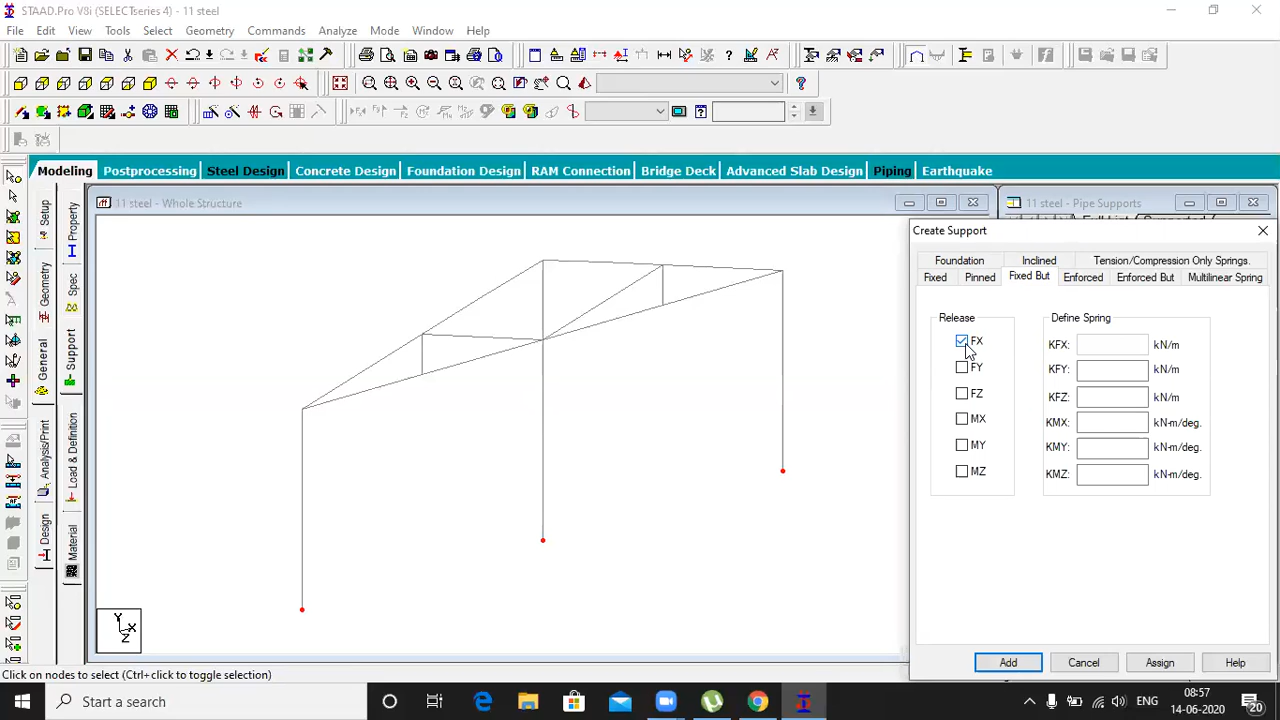 STAAD.Pro V8i (SELECTseries 4) - 11 steel
File Edit View Tools Select Geometry Commands Analyze Mode Window Help
Modeling Postprocessing Steel Design Concrete Design Foundation Design RAM Connection Bridge Deck Advanced Slab Design Piping Earthquake
11 steel - Whole Structure
11 steel - Pipe Supports
Setup
Geometry
General
Analysis/Print
Design
Property
Spec
Support
Load & Definition
Material
Create Support
Foundation Inclined Tension/Compression Only Springs.
Fixed Pinned Fixed But Enforced Enforced But Multilinear Spring
Release Define Spring
FX KFX: kN/m
FY KFY: kN/m
FZ KFZ: kN/m
MX KMX: kN-m/deg.
MY KMY: kN-m/deg.
MZ KMZ: kN-m/deg.
Add Cancel Assign Help
Y
X
Z
Click on nodes to select (Ctrl+click to toggle selection)
Start a search
ENG
08:57
14-06-2020
20